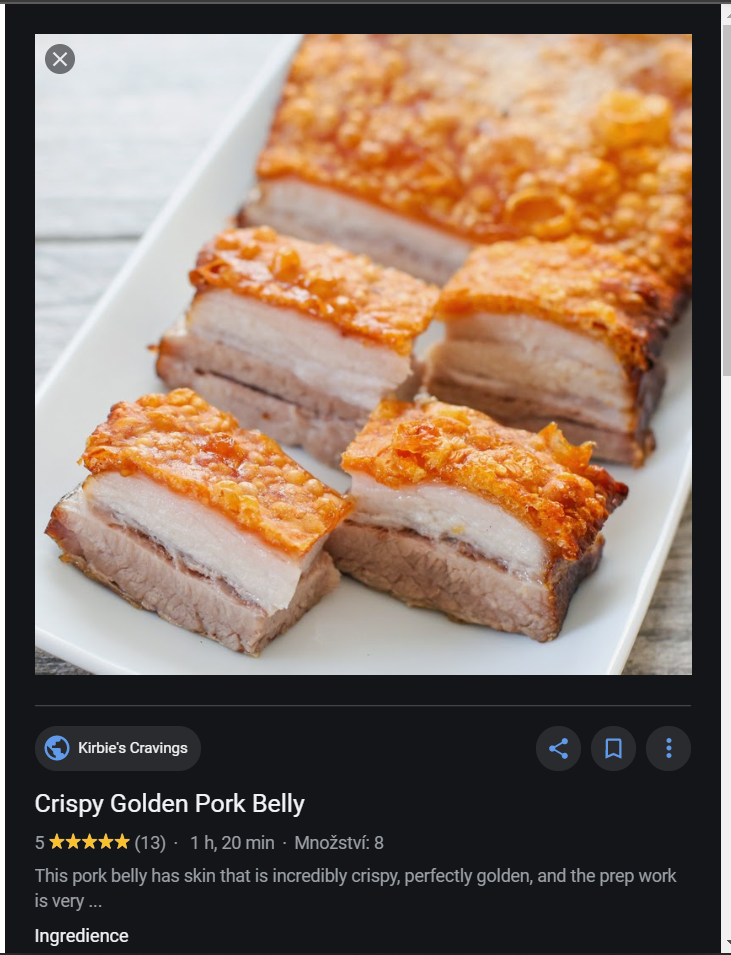 Kirbie's Cravings
Crispy Golden Pork Belly
5 (13) · 1 h, 20 min · Množství: 8
This pork belly has skin that is incredibly crispy, perfectly golden, and the prep work
is very ...
Ingredience